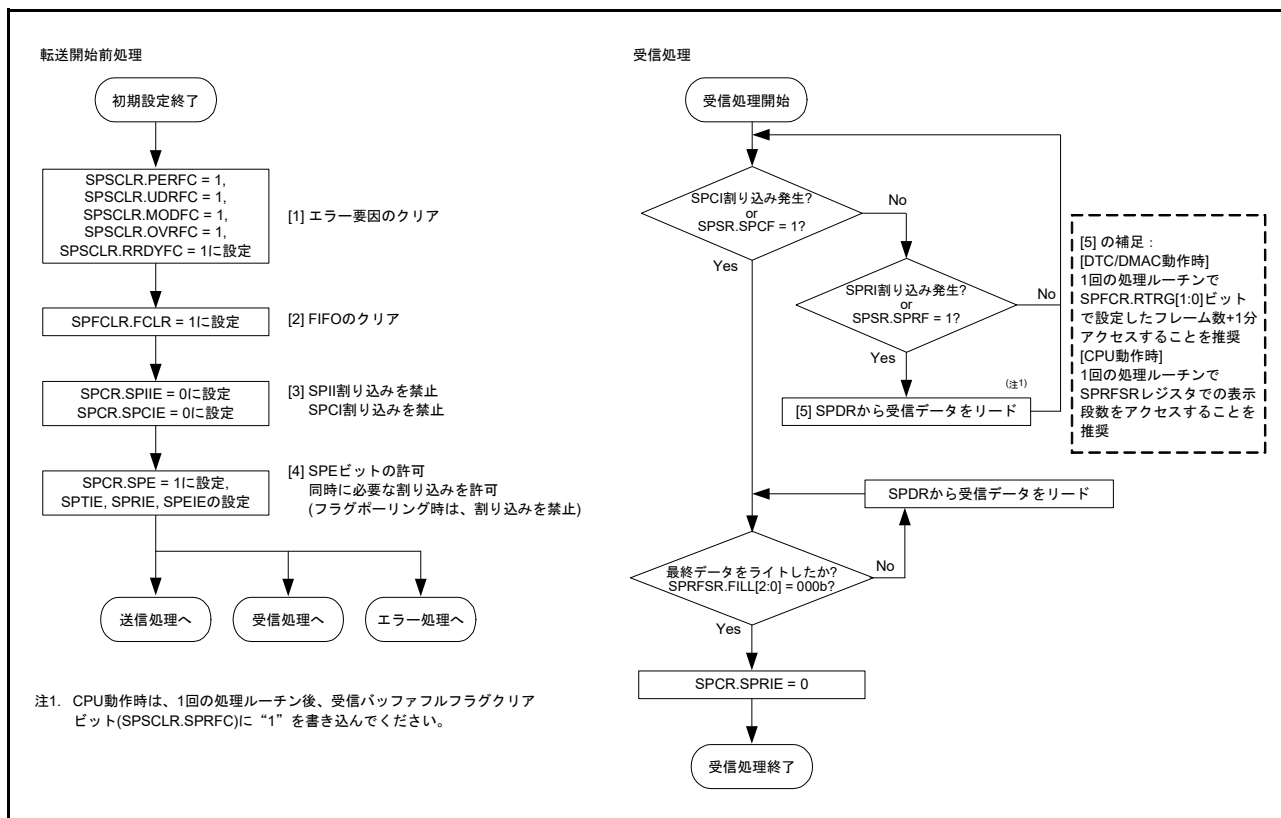 転送開始前処理
初期設定終了
SPSCLR.PERFC = 1,
SPSCLR.UDRFC = 1,
SPSCLR.MODFC = 1,
SPSCLR.OVRFC = 1,
SPSCLR.RRDYFC = 1に設定
[1] エラー要因のクリア
SPFCLR.FCLR = 1に設定
[2] FIFOのクリア
SPCR.SPIIE = 0に設定
SPCR.SPCIE = 0に設定
[3] SPII割り込みを禁止
SPCI割り込みを禁止
SPCR.SPE = 1に設定,
SPTIE, SPRIE, SPEIEの設定
[4] SPEビットの許可
同時に必要な割り込みを許可
(フラグポーリング時は、割り込みを禁止)
送信処理へ
受信処理へ
エラー処理へ
注1. CPU動作時は、1回の処理ルーチン後、受信バッファフルフラグクリア
ビット(SPSCLR.SPRFC)に“1”を書き込んでください。
受信処理
受信処理開始
SPCI割り込み発生?
or
SPSR.SPCF = 1?
No
Yes
SPRI割り込み発生?
or
SPSR.SPRF = 1?
No
Yes
(注1)
[5] SPDRから受信データをリード
[5] の補足：
[DTC/DMAC動作時]
1回の処理ルーチンで
SPFCR.RTRG[1:0]ビット
で設定したフレーム数+1分
アクセスすることを推奨
[CPU動作時]
1回の処理ルーチンで
SPRFSRレジスタでの表示
段数をアクセスすることを
推奨
SPDRから受信データをリード
最終データをライトしたか?
SPRFSR.FILL[2:0] = 000b?
No
Yes
SPCR.SPRIE = 0
受信処理終了